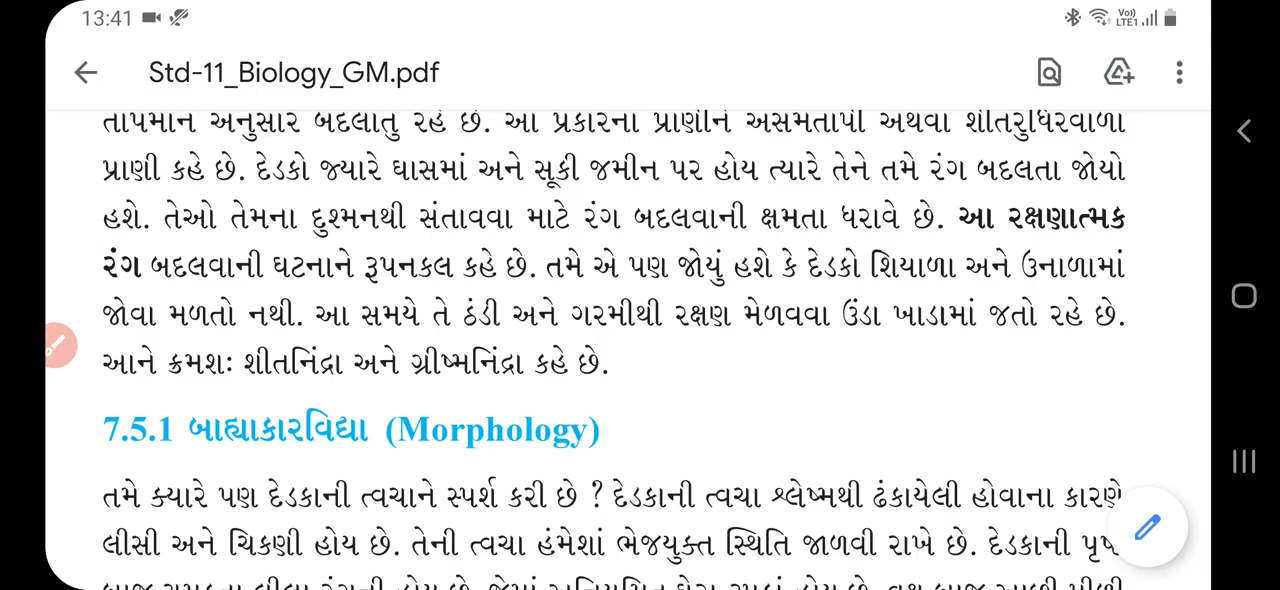 13:41
Vo)) LTE1
Std-11_Biology_GM.pdf
તાપમાન અનુસાર બદલાતુ રહે છે. આ પ્રકારના પ્રાણીને અસમતાપી અથવા શીતરુધિરવાળા
પ્રાણી કહે છે. દેડકો જ્યારે ઘાસમાં અને સૂકી જમીન પર હોય ત્યારે તેને તમે રંગ બદલતા જોયો
હશે. તેઓ તેમના દુશ્મનથી સંતાવવા માટે રંગ બદલવાની ક્ષમતા ધરાવે છે. આ રક્ષણાત્મક
રંગ બદલવાની ઘટનાને રૂપનકલ કહે છે. તમે એ પણ જોયું હશે કે દેડકો શિયાળા અને ઉનાળામાં
જોવા મળતો નથી. આ સમયે તે ઠંડી અને ગરમીથી રક્ષણ મેળવવા ઉંડા ખાડામાં જતો રહે છે.
આને ક્રમશઃ શીતનિંદ્રા અને ગ્રીષ્મનિંદ્રા કહે છે.
7.5.1 બાહ્યાકારવિદ્યા (Morphology)
તમે ક્યારે પણ દેડકાની ત્વચાને સ્પર્શ કરી છે ? દેડકાની ત્વચા શ્લેષ્મથી ઢંકાયેલી હોવાના કારણે
લીસી અને ચિકણી હોય છે. તેની ત્વચા હંમેશાં ભેજયુક્ત સ્થિતિ જાળવી રાખે છે. દેડકાની